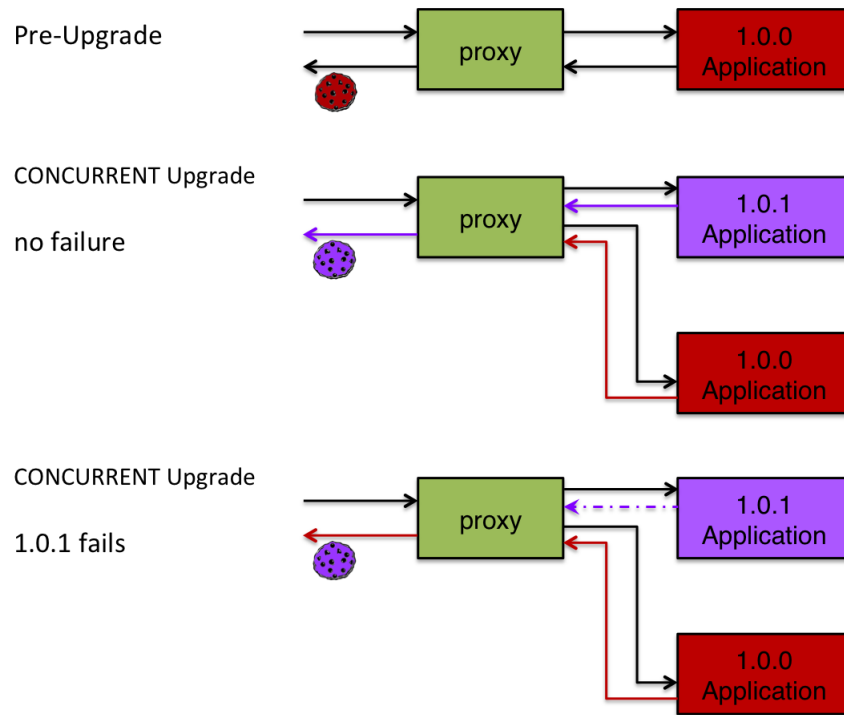 Pre-Upgrade
proxy
1.0.0
Application
CONCURRENT Upgrade
no failure
proxy
1.0.1
Application
1.0.0
Application
CONCURRENT Upgrade
1.0.1 fails
proxy
1.0.1
Application
1.0.0
Application